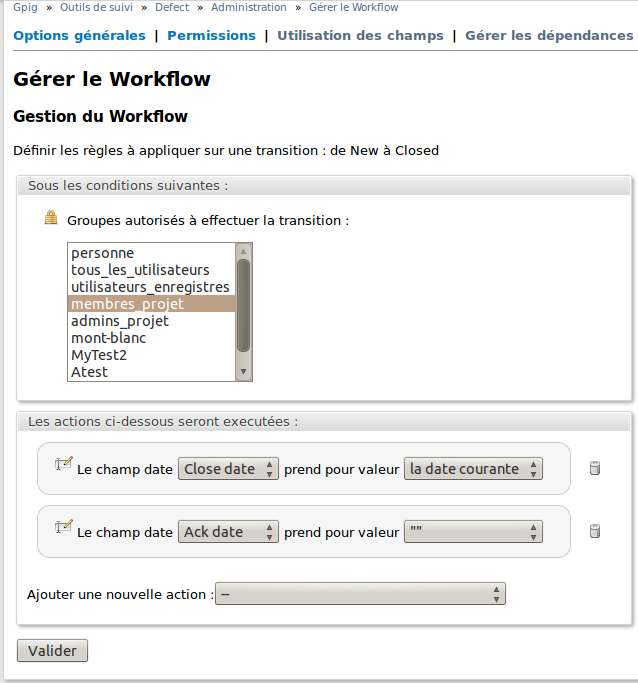 Gpig » Outils de suivi » Defect » Administration » Gérer le Workflow
Options générales | Permissions | Utilisation des champs | Gérer les dépendances
Gérer le Workflow
Gestion du Workflow
Définir les règles à appliquer sur une transition : de New à Closed
Sous les conditions suivantes :
Groupes autorisés à effectuer la transition :
personne
tous_les_utilisateurs
utilisateurs_enregistres
membres_projet
admins_projet
mont-blanc
MyTest2
Atest
Les actions ci-dessous seront executées :
Le champ date Close date prend pour valeur la date courante
Le champ date Ack date prend pour valeur ""
Ajouter une nouvelle action : --
Valider